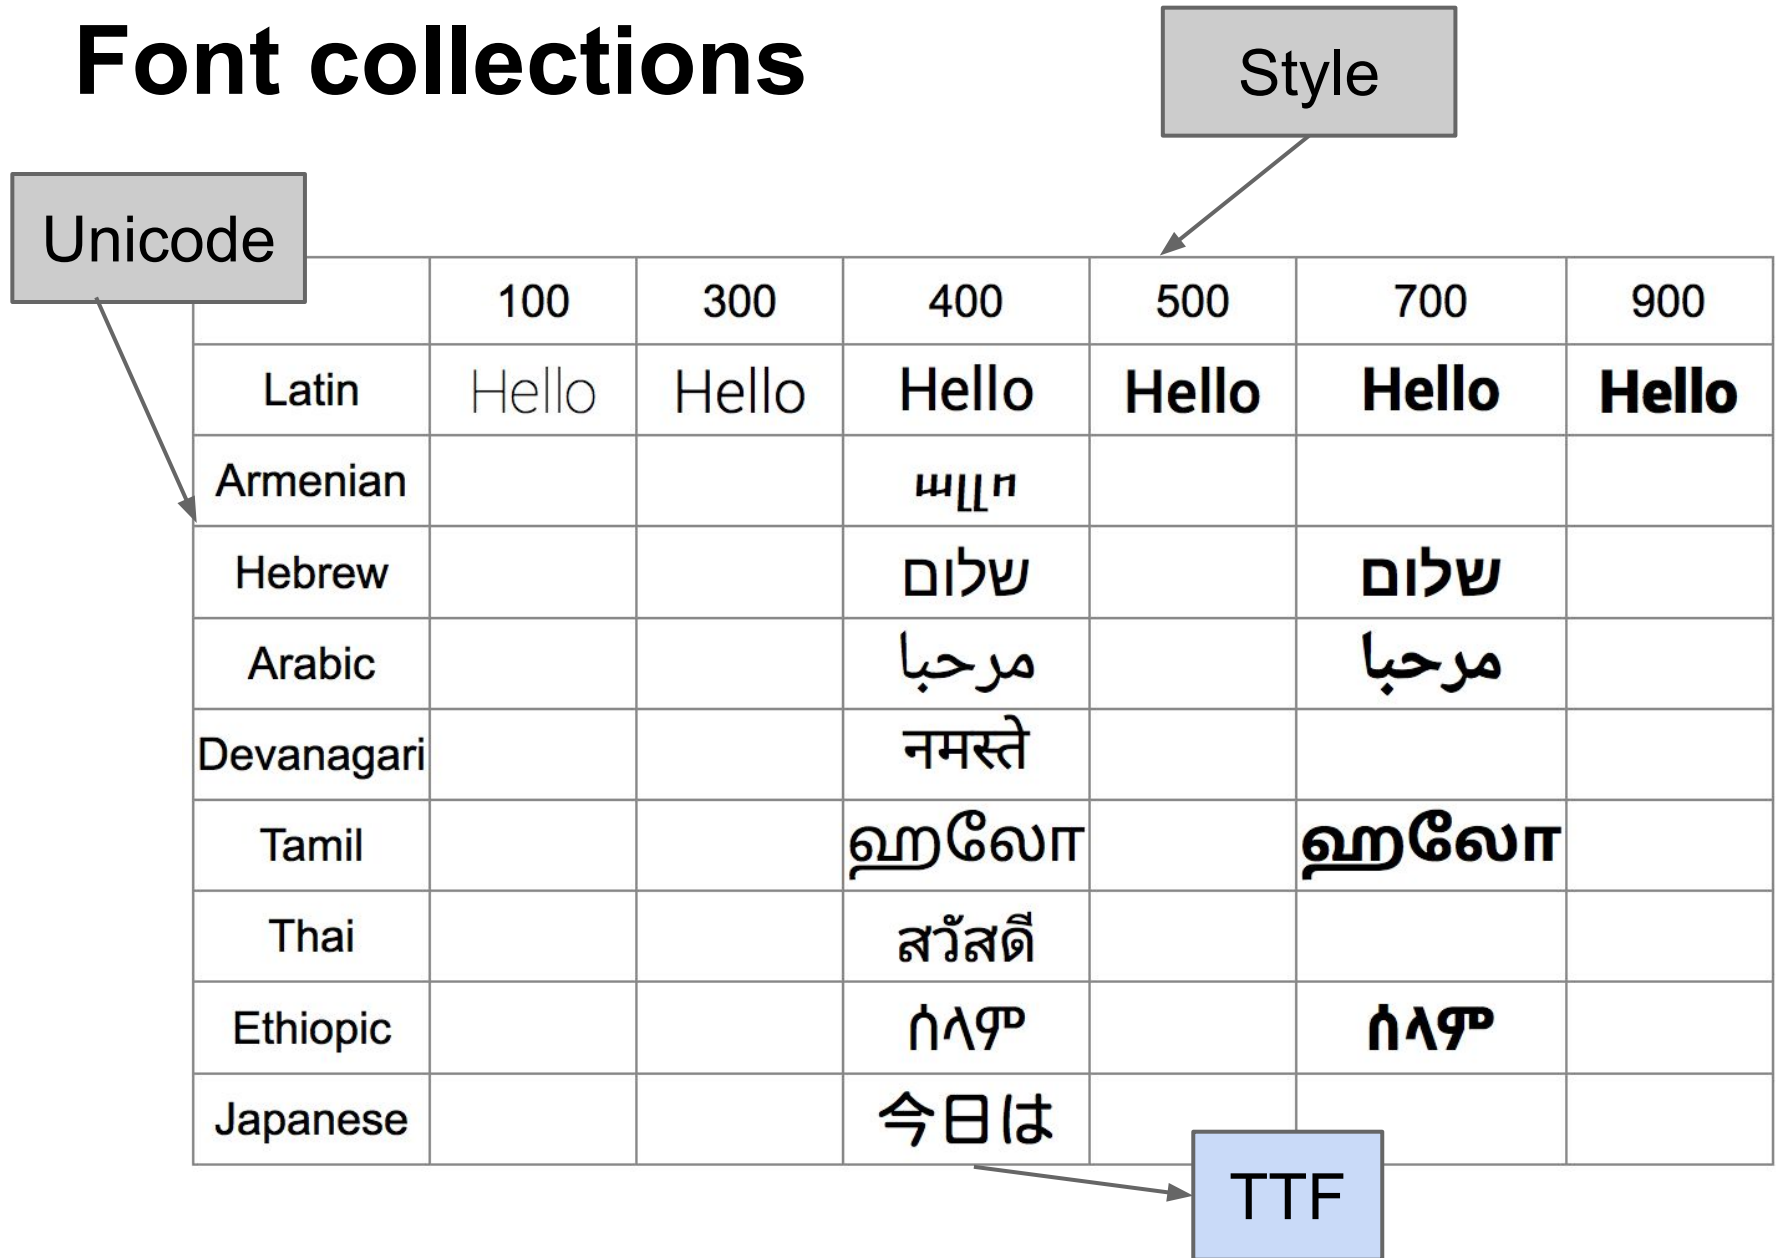 Font collections
Style
Unicode
100 300 400 500 700 900
Latin Hello Hello Hello Hello Hello Hello
Armenian ալլո
Hebrew שלום שלום
Arabic مرحبا مرحبا
Devanagari नमस्ते
Tamil ஹலோ ஹலோ
Thai สวัสดี
Ethiopic ሰላም ሰላም
Japanese 今日は
TTF